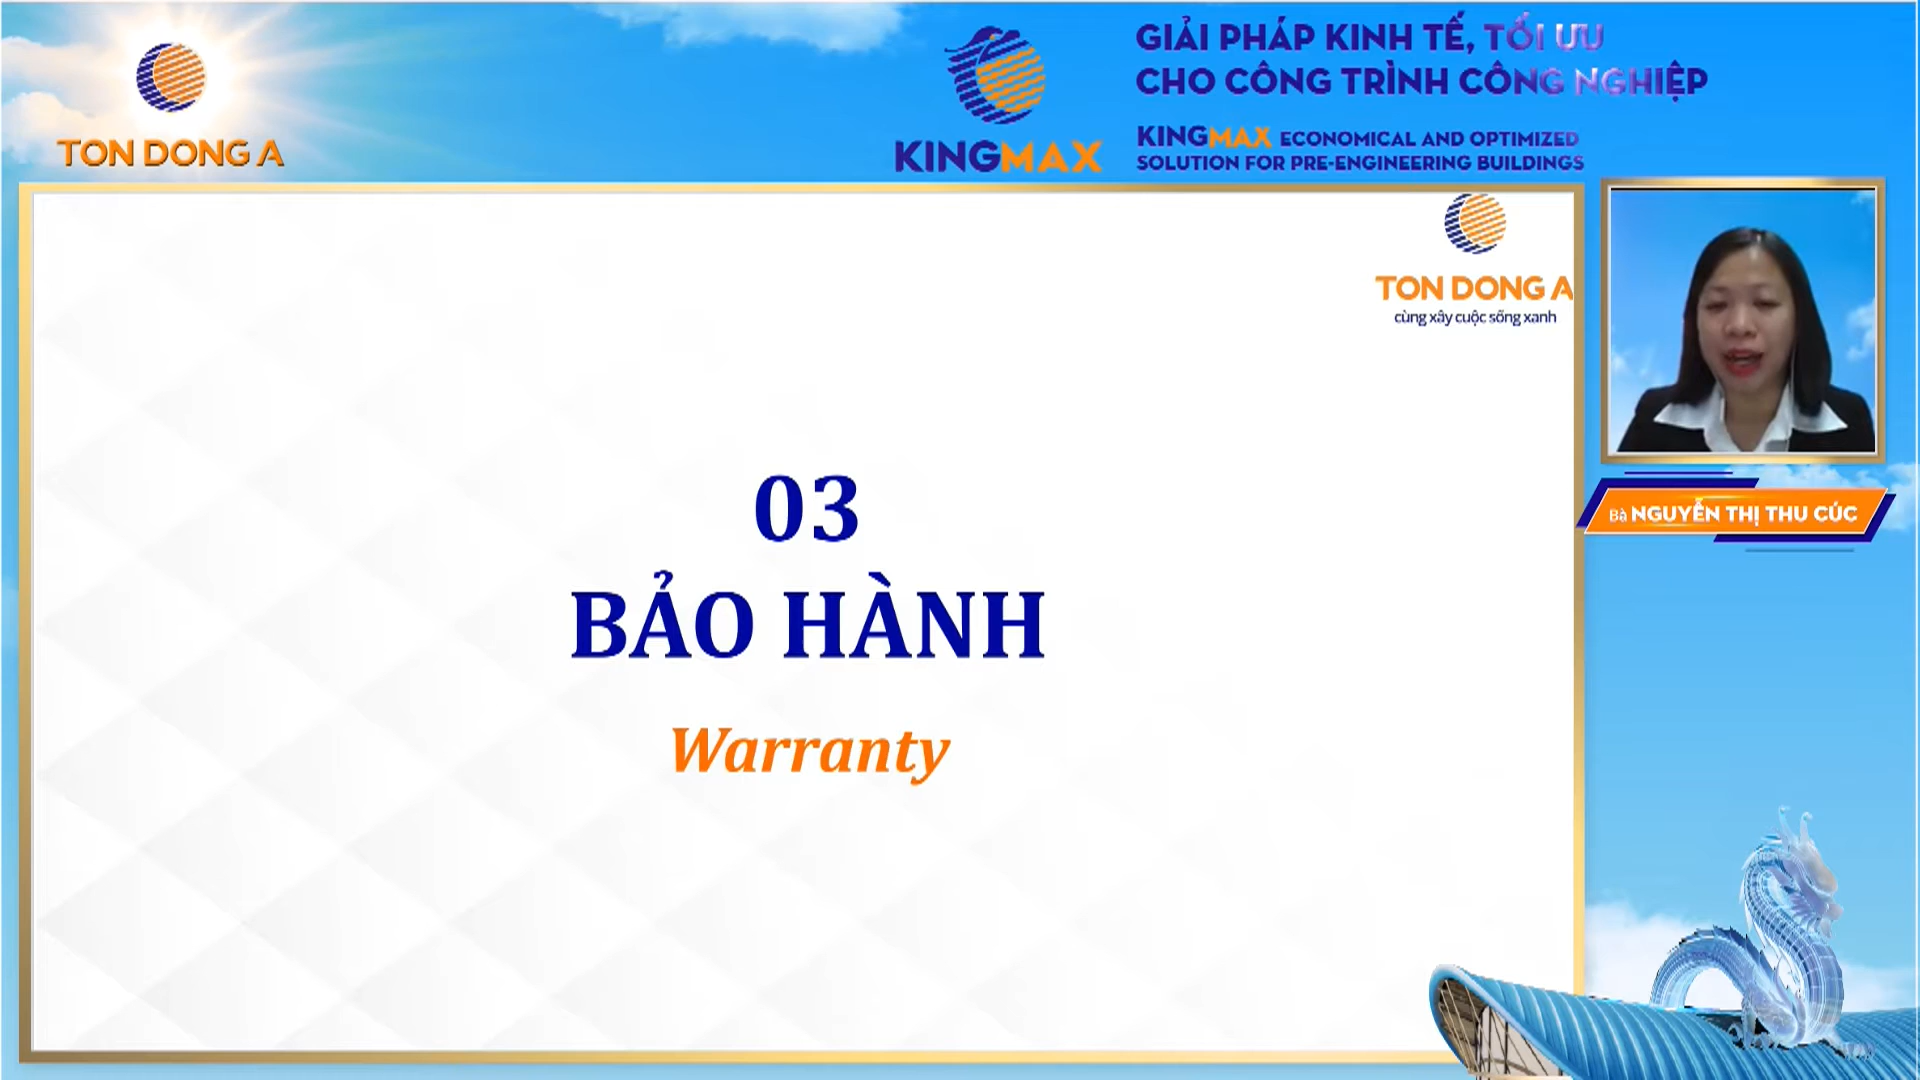 TON DONG A
KINGMAX
GIẢI PHÁP KINH TẾ, TỐI ƯU
CHO CÔNG TRÌNH CÔNG NGHIỆP
KINGMAX ECONOMICAL AND OPTIMIZED
SOLUTION FOR PRE-ENGINEERING BUILDINGS
TON DONG A
cùng xây cuộc sống xanh
03
BẢO HÀNH
Warranty
Bà NGUYỄN THỊ THU CÚC